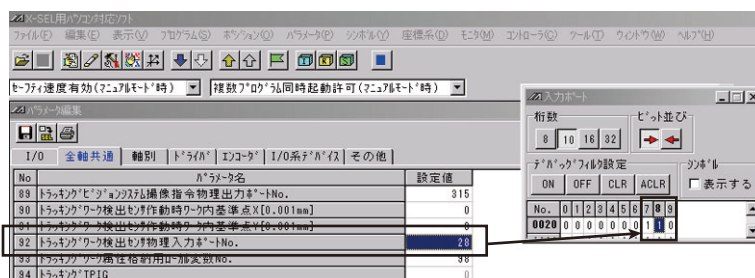 X-SEL用パソコン対応ソフト
ファイル(F) 編集(E) 表示(V) プログラム(G) ポジション(O) パラメータ(P) シンボル(Y) 座標系(D) モニタ(M) コントローラ(C) ツール(T) ウィンドウ(W) ヘルプ(H)
セーフティ速度有効(マニュアルモード時) 複数プログラム同時起動許可(マニュアルモード時)
パラメータ編集
I/O 全軸共通 軸別 ドライバ エンコーダ I/O系デバイス その他
No パラメータ名 設定値
89 トラッキングビジョンシステム撮像指令物理出力ポートNo. 315
90 トラッキングワーク検出センサ動作時ワーク内基準点X[0.001mm] 0
91 トラッキングワーク検出センサ動作時ワーク内基準点Y[0.001mm] 0
92 トラッキングワーク検出センサ物理入力ポートNo. 28
93 トラッキングワーク属性格納用ローカル変数No. 98
94 トラッキングTPIG 0
入力ポート
桁数 ビット並び
8 10 16 32
デバッグフィルタ設定 シンボル
ON OFF CLR ACLR 表示する
No. 0 1 2 3 4 5 6 7 8 9
0020 0 0 0 0 0 0 0 1 1 0